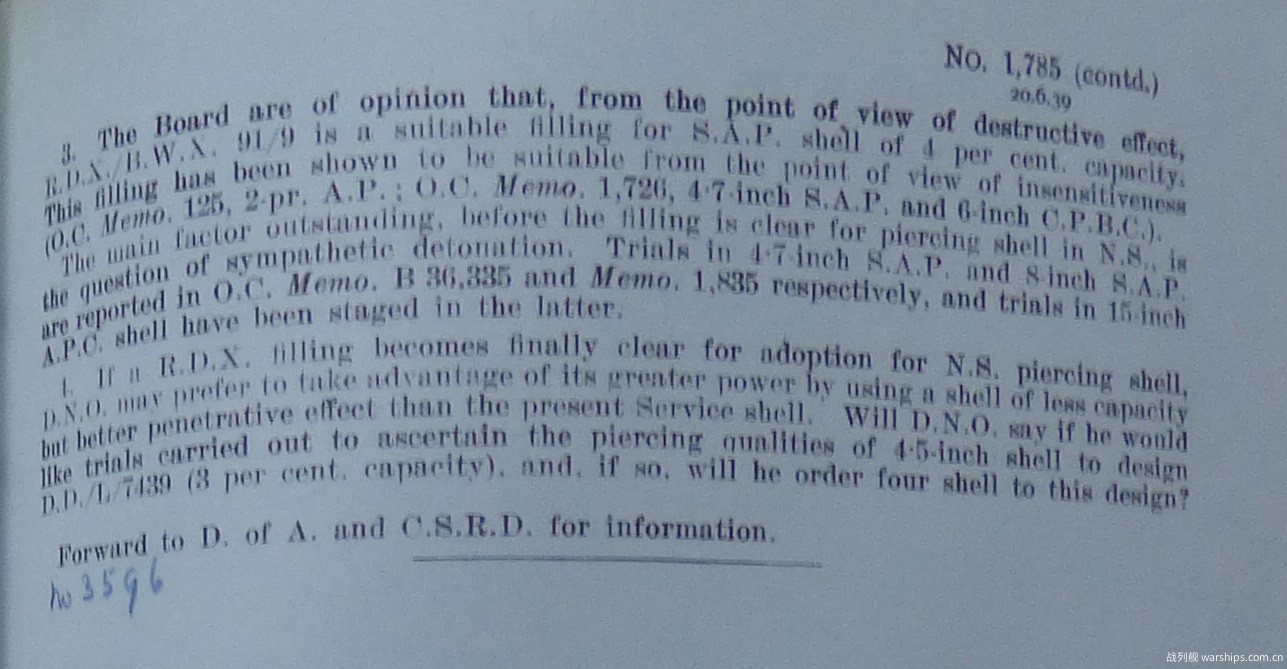 No. 1,785 (contd.)
20.6.39
3. The Board are of opinion that, from the point of view of destructive effect,
R.D.X./B.W.X. 91/9 is a suitable filling for S.A.P. shell of 4 per cent. capacity.
This filling has been shown to be suitable from the point of view of insensitiveness
(O.C. Memo. 125, 2-pr. A.P.; O.C. Memo. 1,726, 4·7-inch S.A.P. and 6-inch C.P.B.C.).
The main factor outstanding, before the filling is clear for piercing shell in N.S., is
the question of sympathetic detonation. Trials in 4·7-inch S.A.P. and 8-inch S.A.P.
are reported in O.C. Memo. B 36,335 and Memo. 1,835 respectively, and trials in 15-inch
A.P.C. shell have been staged in the latter.
4. If a R.D.X. filling becomes finally clear for adoption for N.S. piercing shell,
D.N.O. may prefer to take advantage of its greater power by using a shell of less capacity
but better penetrative effect than the present Service shell. Will D.N.O. say if he would
like trials carried out to ascertain the piercing qualities of 4·5-inch shell to design
D.D./L/7439 (3 per cent. capacity), and, if so, will he order four shell to this design?
Forward to D. of A. and C.S.R.D. for information.
No 3596
战列舰 warships.com.cn